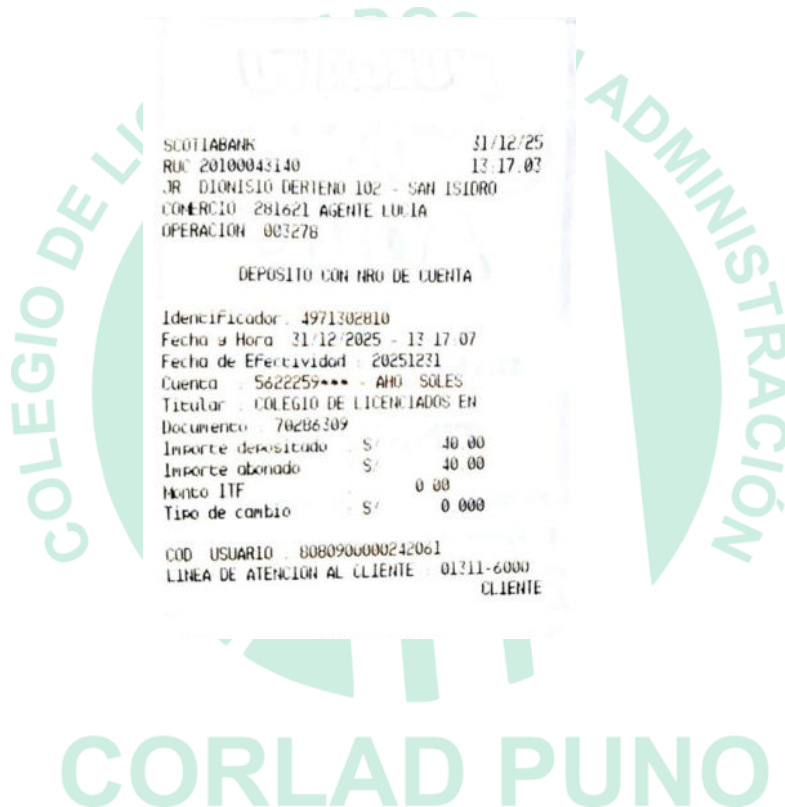 COLEGIO DE ADMINISTRACIÓN
SCOTIABANK 31/12/25
RUC 20100043140 13:17.03
JR DIONISIO DERTENO 102 - SAN ISIDRO
COMERCIO 281621 AGENTE LUCIA
OPERACION 003278
DEPOSITO CON NRO DE CUENTA
Identificador: 4971302810
Fecha y Hora 31/12/2025 - 13 17 07
Fecha de Efectividad : 20251231
Cuenta : 5622259*** - AHO SOLES
Titular : COLEGIO DE LICENCIADOS EN
Documento : 70286309
Importe depositado : S/ 40.00
Importe abonado : S/ 40.00
Monto ITF : 0 00
Tipo de cambio : S/ 0 000
COD USUARIO : 8080900000242061
LINEA DE ATENCION AL CLIENTE : 01311-6000
CLIENTE
CORLAD PUNO